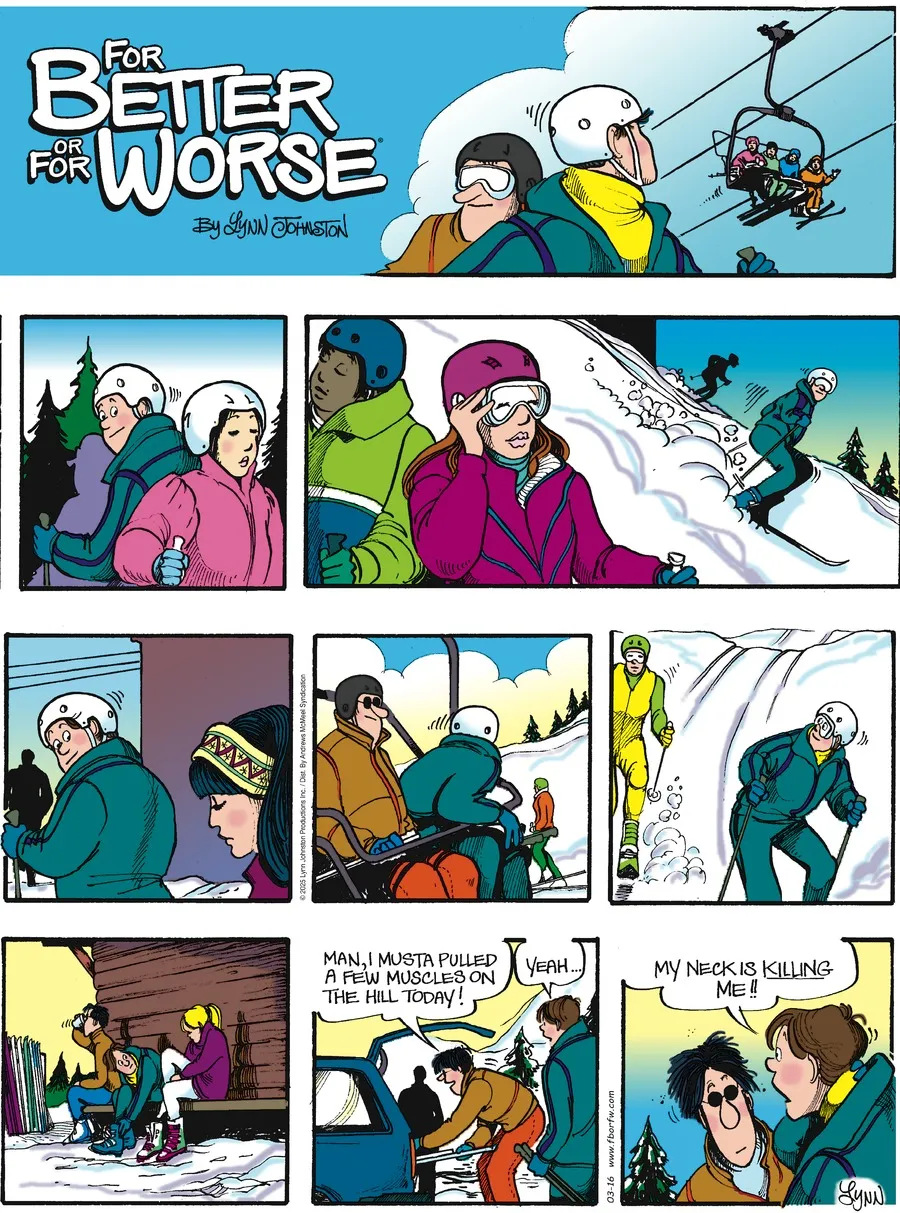 FOR
BETTER
OR
FOR WORSE®
BY LYNN JOHNSTON
© 2025 Lynn Johnston Productions Inc. / Dist. By Andrews McMeel Syndication
MAN, I MUSTA PULLED
A FEW MUSCLES ON
THE HILL TODAY!
YEAH...
03-16 www.fborfw.com
MY NECK IS KILLING
ME!!
LYNN